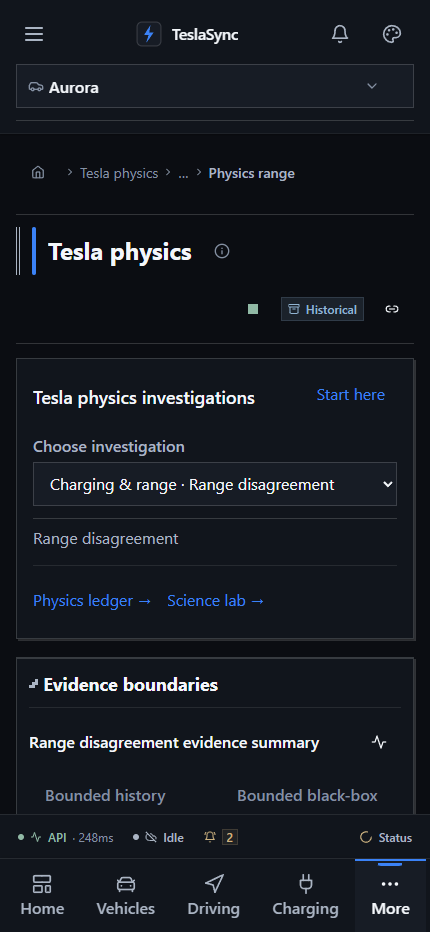 TeslaSync
Aurora
Tesla physics > ... > Physics range
Tesla physics
Historical
Tesla physics investigations
Start here
Choose investigation
Charging & range · Range disagreement
Range disagreement
Physics ledger → Science lab →
Evidence boundaries
Range disagreement evidence summary
Bounded history Bounded black-box
API · 248ms Idle 2 Status
Home Vehicles Driving Charging More